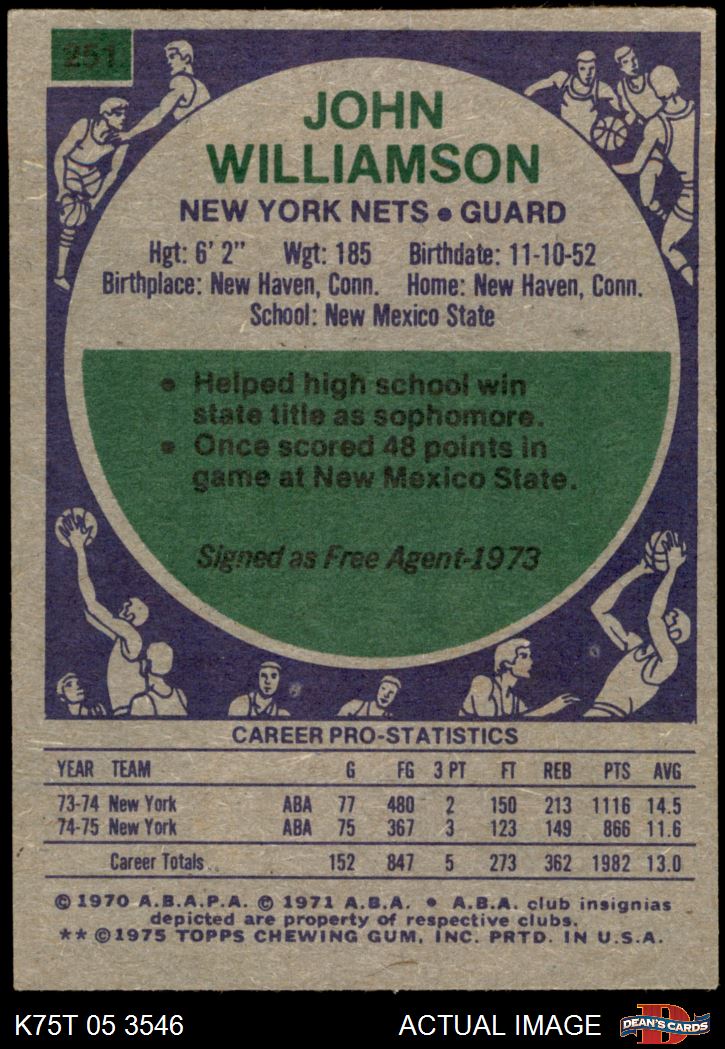 251
JOHN
WILLIAMSON
NEW YORK NETS • GUARD
Hgt: 6' 2" Wgt: 185 Birthdate: 11-10-52
Birthplace: New Haven, Conn. Home: New Haven, Conn.
School: New Mexico State
• Helped high school win
state title as sophomore.
• Once scored 48 points in
game at New Mexico State.
Signed as Free Agent-1973
CAREER PRO-STATISTICS
YEAR TEAM G FG 3 PT FT REB PTS AVG
73-74 New York ABA 77 480 2 150 213 1116 14.5
74-75 New York ABA 75 367 3 123 149 866 11.6
Career Totals 152 847 5 273 362 1982 13.0
© 1970 A.B.A.P.A. © 1971 A.B.A. • A.B.A. club insignias
depicted are property of respective clubs.
** ©1975 TOPPS CHEWING GUM, INC. PRTD. IN U.S.A.
K75T 05 3546 ACTUAL IMAGE D DEAN'S CARDS